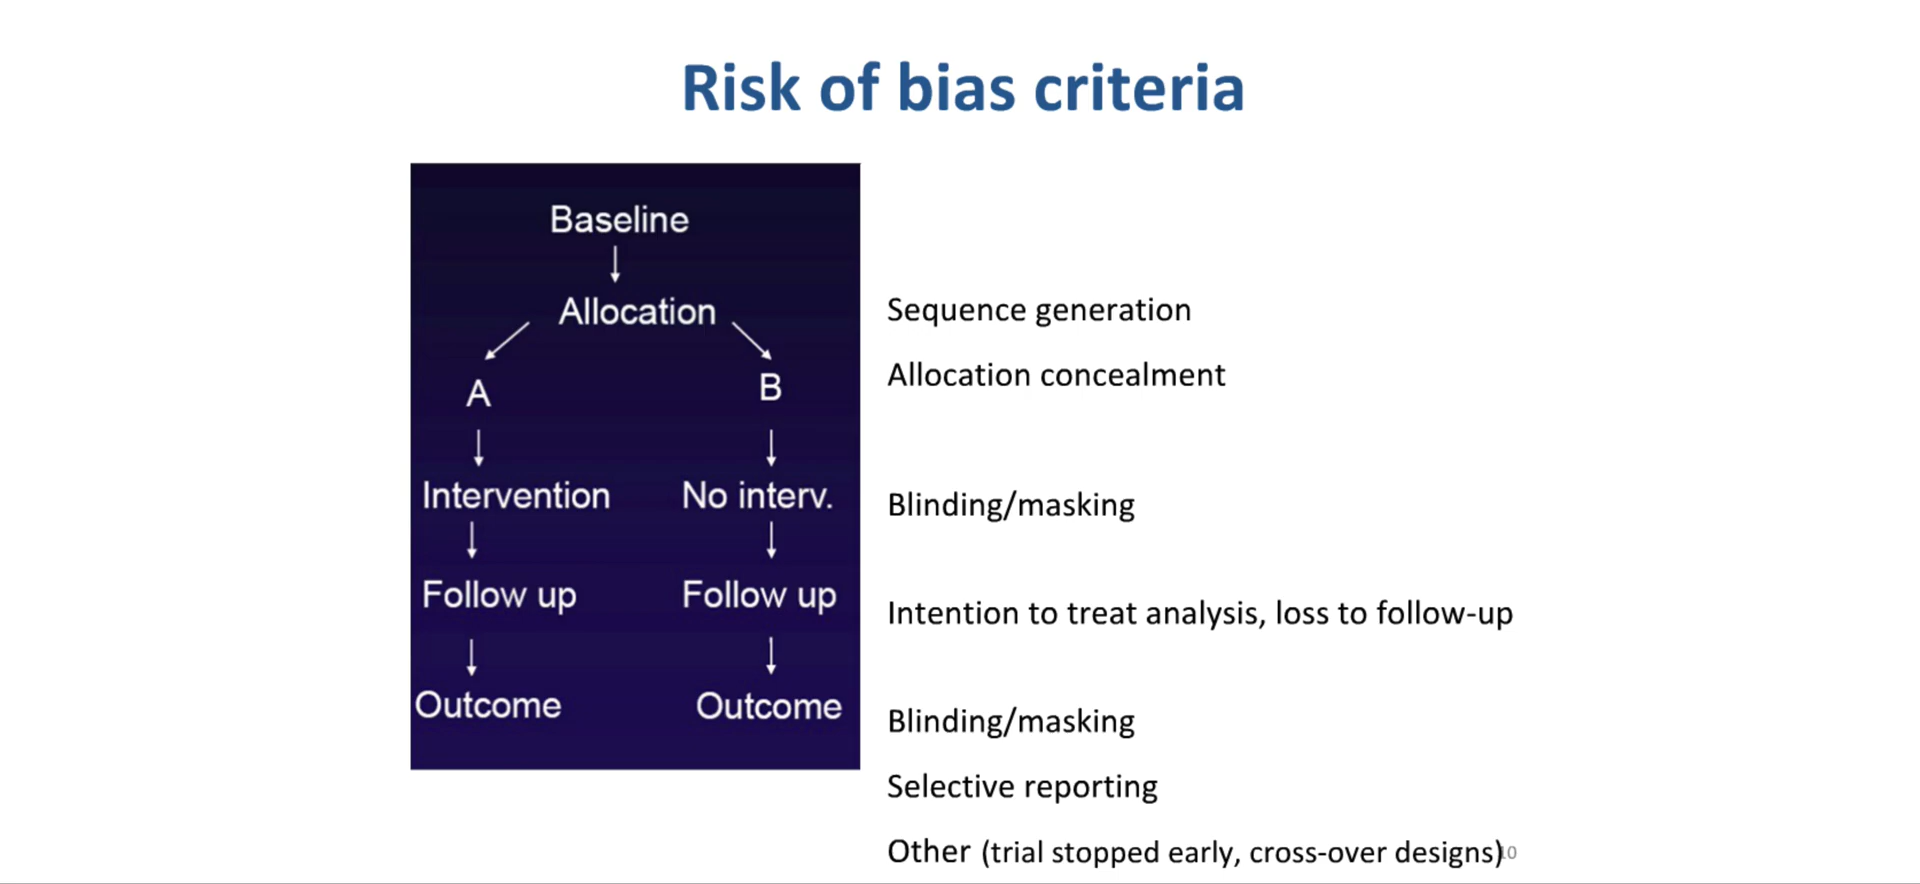 Risk of bias criteria
Baseline
Allocation
A
B
Intervention
No interv.
Follow up
Follow up
Outcome
Outcome
Sequence generation
Allocation concealment
Blinding/masking
Intention to treat analysis, loss to follow-up
Blinding/masking
Selective reporting
Other (trial stopped early, cross-over designs)
10